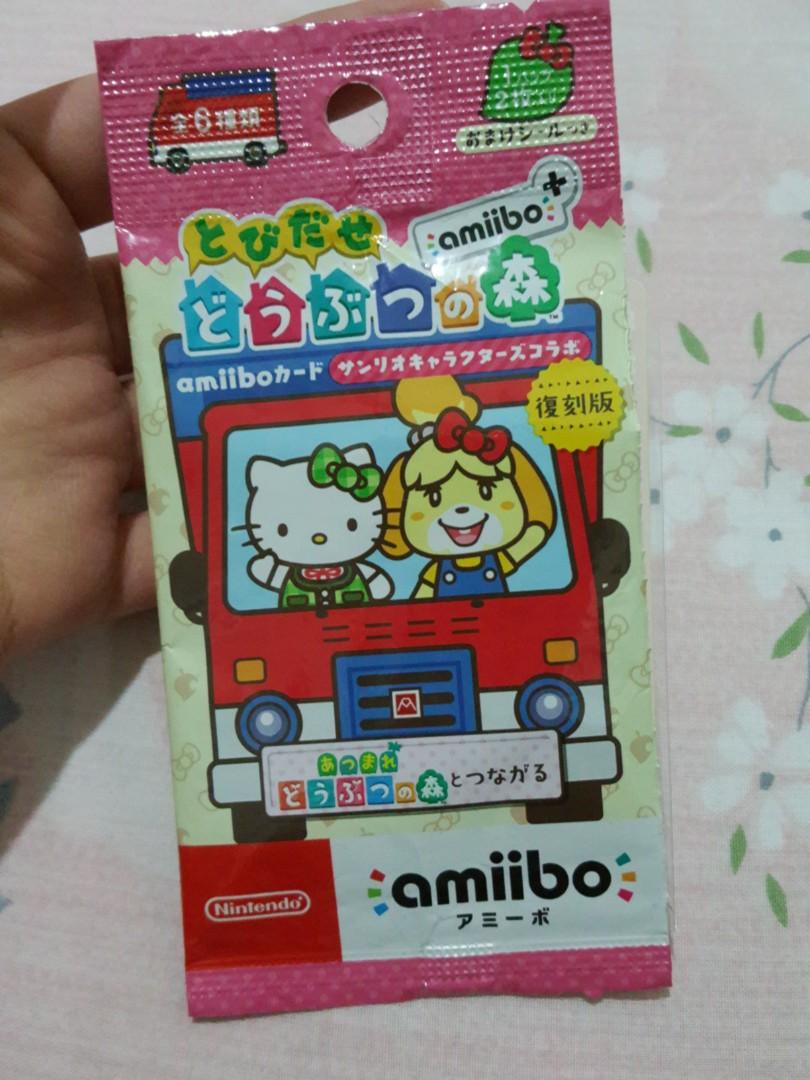 全6種類
1パック
2枚入り
おまけシールつき
とびだせ
どうぶつの森™
amiibo+
amiiboカード サンリオキャラクターズコラボ
復刻版
あつまれ
どうぶつの森とつながる
Nintendo
amiibo
アミーボ